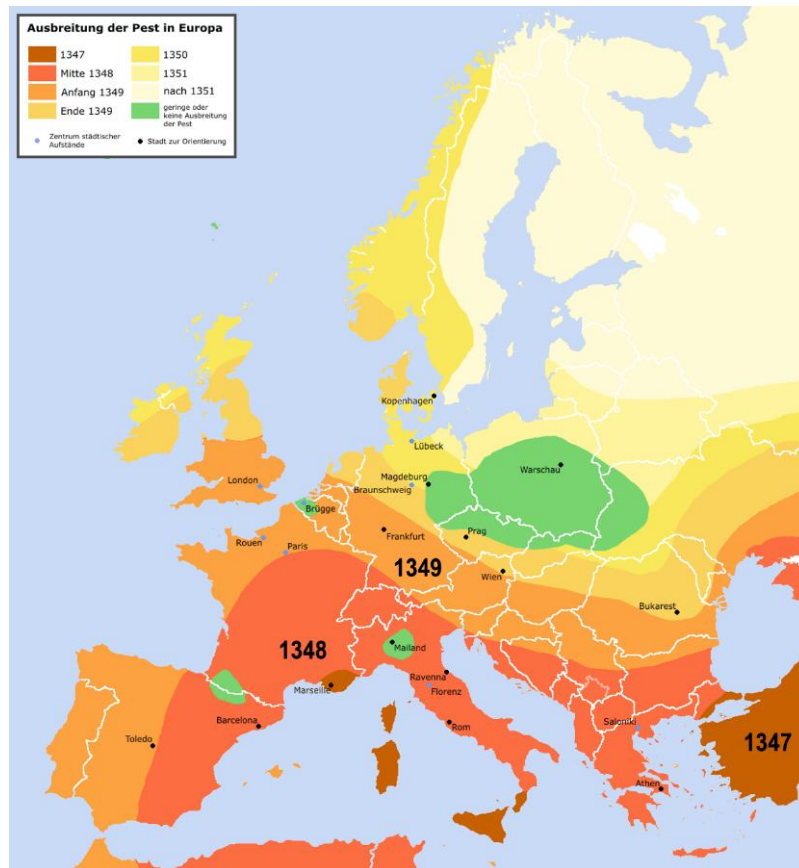 Ausbreitung der Pest in Europa
1347
Mitte 1348
Anfang 1349
Ende 1349
1350
1351
nach 1351
geringe oder
keine Ausbreitung
der Pest
Zentrum städtischer
Aufstände
Stadt zur Orientierung
Kopenhagen
Lübeck
Magdeburg
Warschau
Braunschweig
London
Brügge
Frankfurt
Prag
Rouen
Paris
1349
Wien
Bukarest
1348
Mailand
Ravenna
Marseille
Florenz
Barcelona
Rom
Saloniki
Toledo
1347
Athen